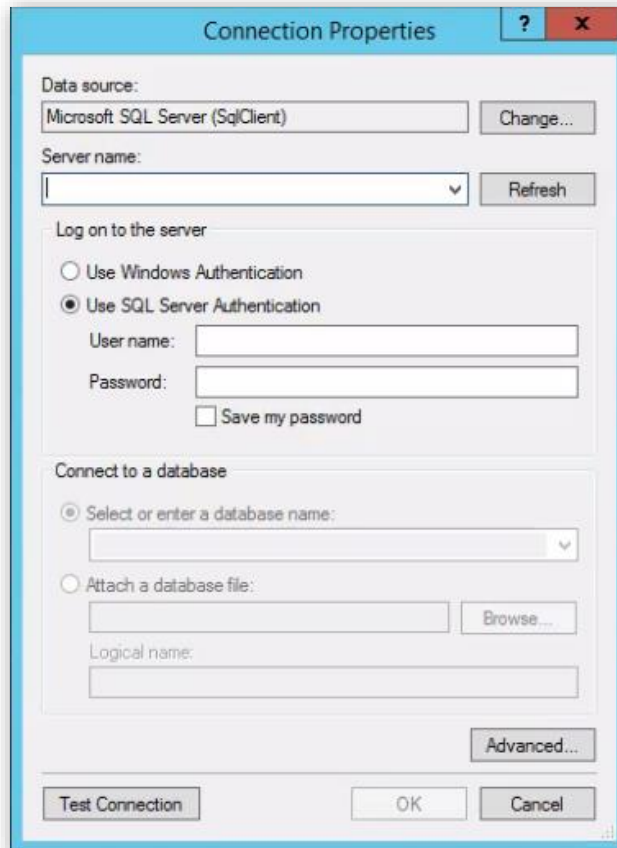 Connection Properties
?
x
Data source:
Microsoft SQL Server (SqlClient)
Change...
Server name:
Refresh
Log on to the server
Use Windows Authentication
Use SQL Server Authentication
User name:
Password:
Save my password
Connect to a database
Select or enter a database name:
Attach a database file:
Browse...
Logical name:
Advanced...
Test Connection
OK
Cancel